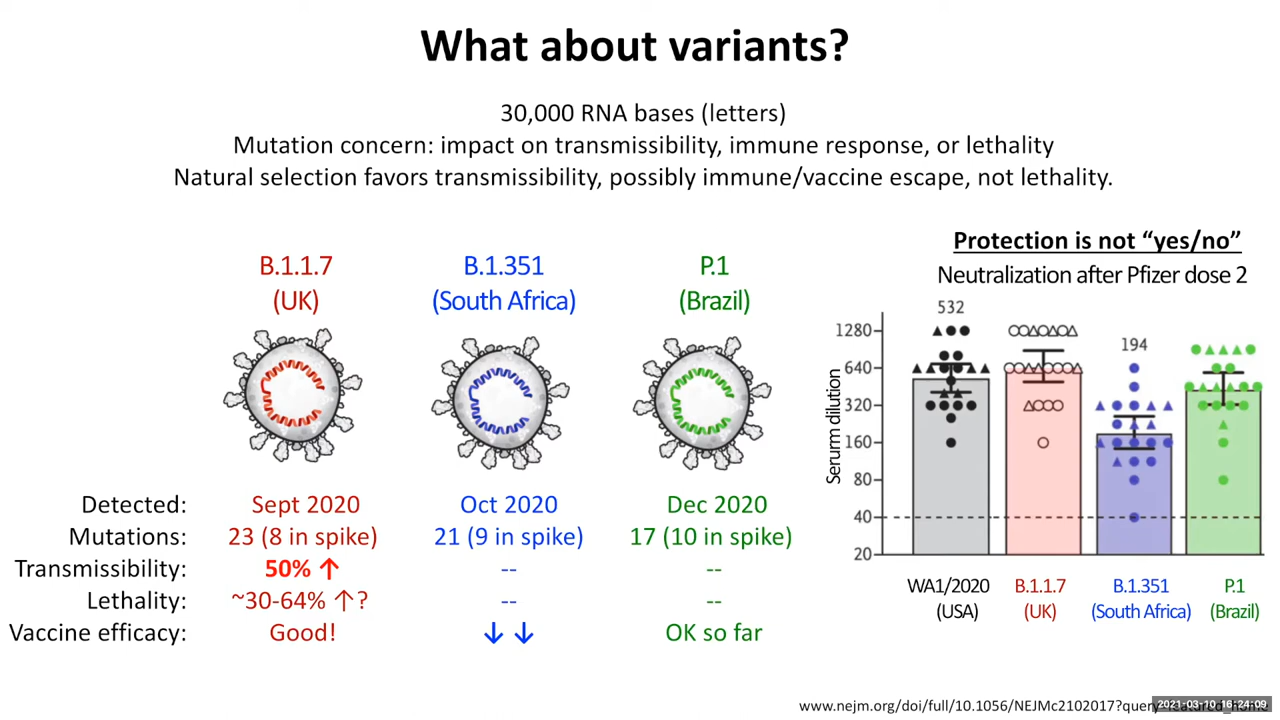 What about variants?
30,000 RNA bases (letters)
Mutation concern: impact on transmissibility, immune response, or lethality
Natural selection favors transmissibility, possibly immune/vaccine escape, not lethality.
B.1.1.7
(UK)
B.1.351
(South Africa)
P.1
(Brazil)
Detected: Sept 2020 Oct 2020 Dec 2020
Mutations: 23 (8 in spike) 21 (9 in spike) 17 (10 in spike)
Transmissibility: 50% ↑ -- --
Lethality: ~30-64% ↑? -- --
Vaccine efficacy: Good! ↓ ↓ OK so far
Protection is not “yes/no”
Neutralization after Pfizer dose 2
532
194
Serurm dilution
1280
640
320
160
80
40
20
WA1/2020
(USA)
B.1.1.7
(UK)
B.1.351
(South Africa)
P.1
(Brazil)
www.nejm.org/doi/full/10.1056/NEJMc2102017?query
2021-03-10 16:24:09